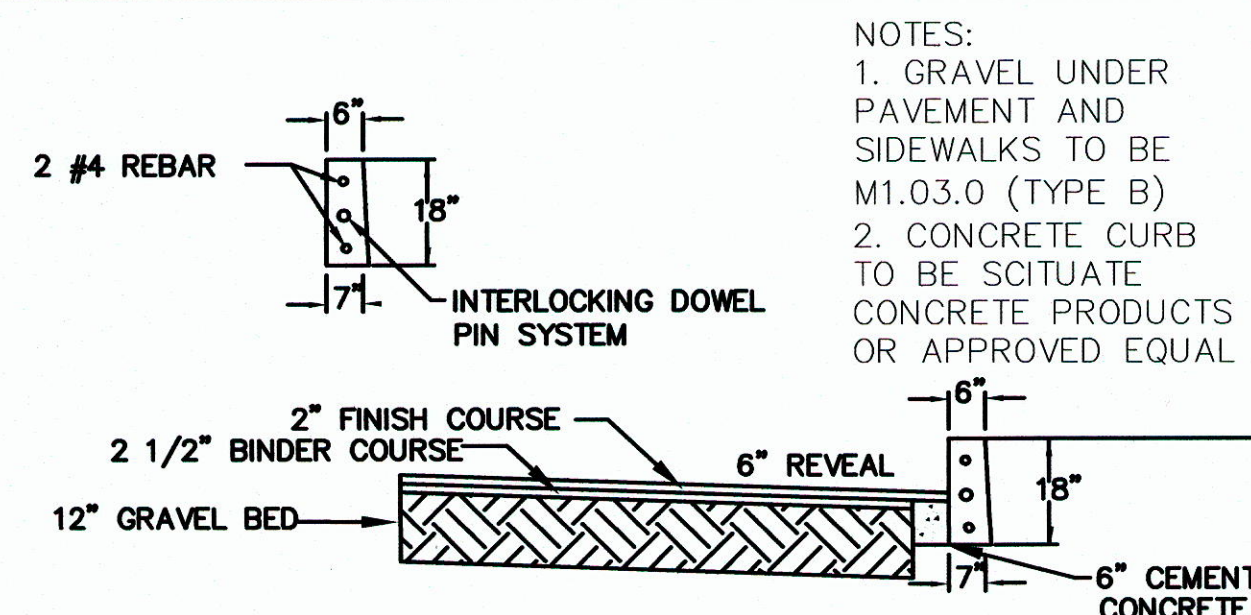 NOTES:
1. GRAVEL UNDER
PAVEMENT AND
SIDEWALKS TO BE
M1.03.0 (TYPE B)
2. CONCRETE CURB
TO BE SCITUATE
CONCRETE PRODUCTS
OR APPROVED EQUAL
6"
2 #4 REBAR
18"
7"
INTERLOCKING DOWEL
PIN SYSTEM
6"
2" FINISH COURSE
2 1/2" BINDER COURSE
6" REVEAL
18"
12" GRAVEL BED
7"
6" CEMENT
CONCRETE